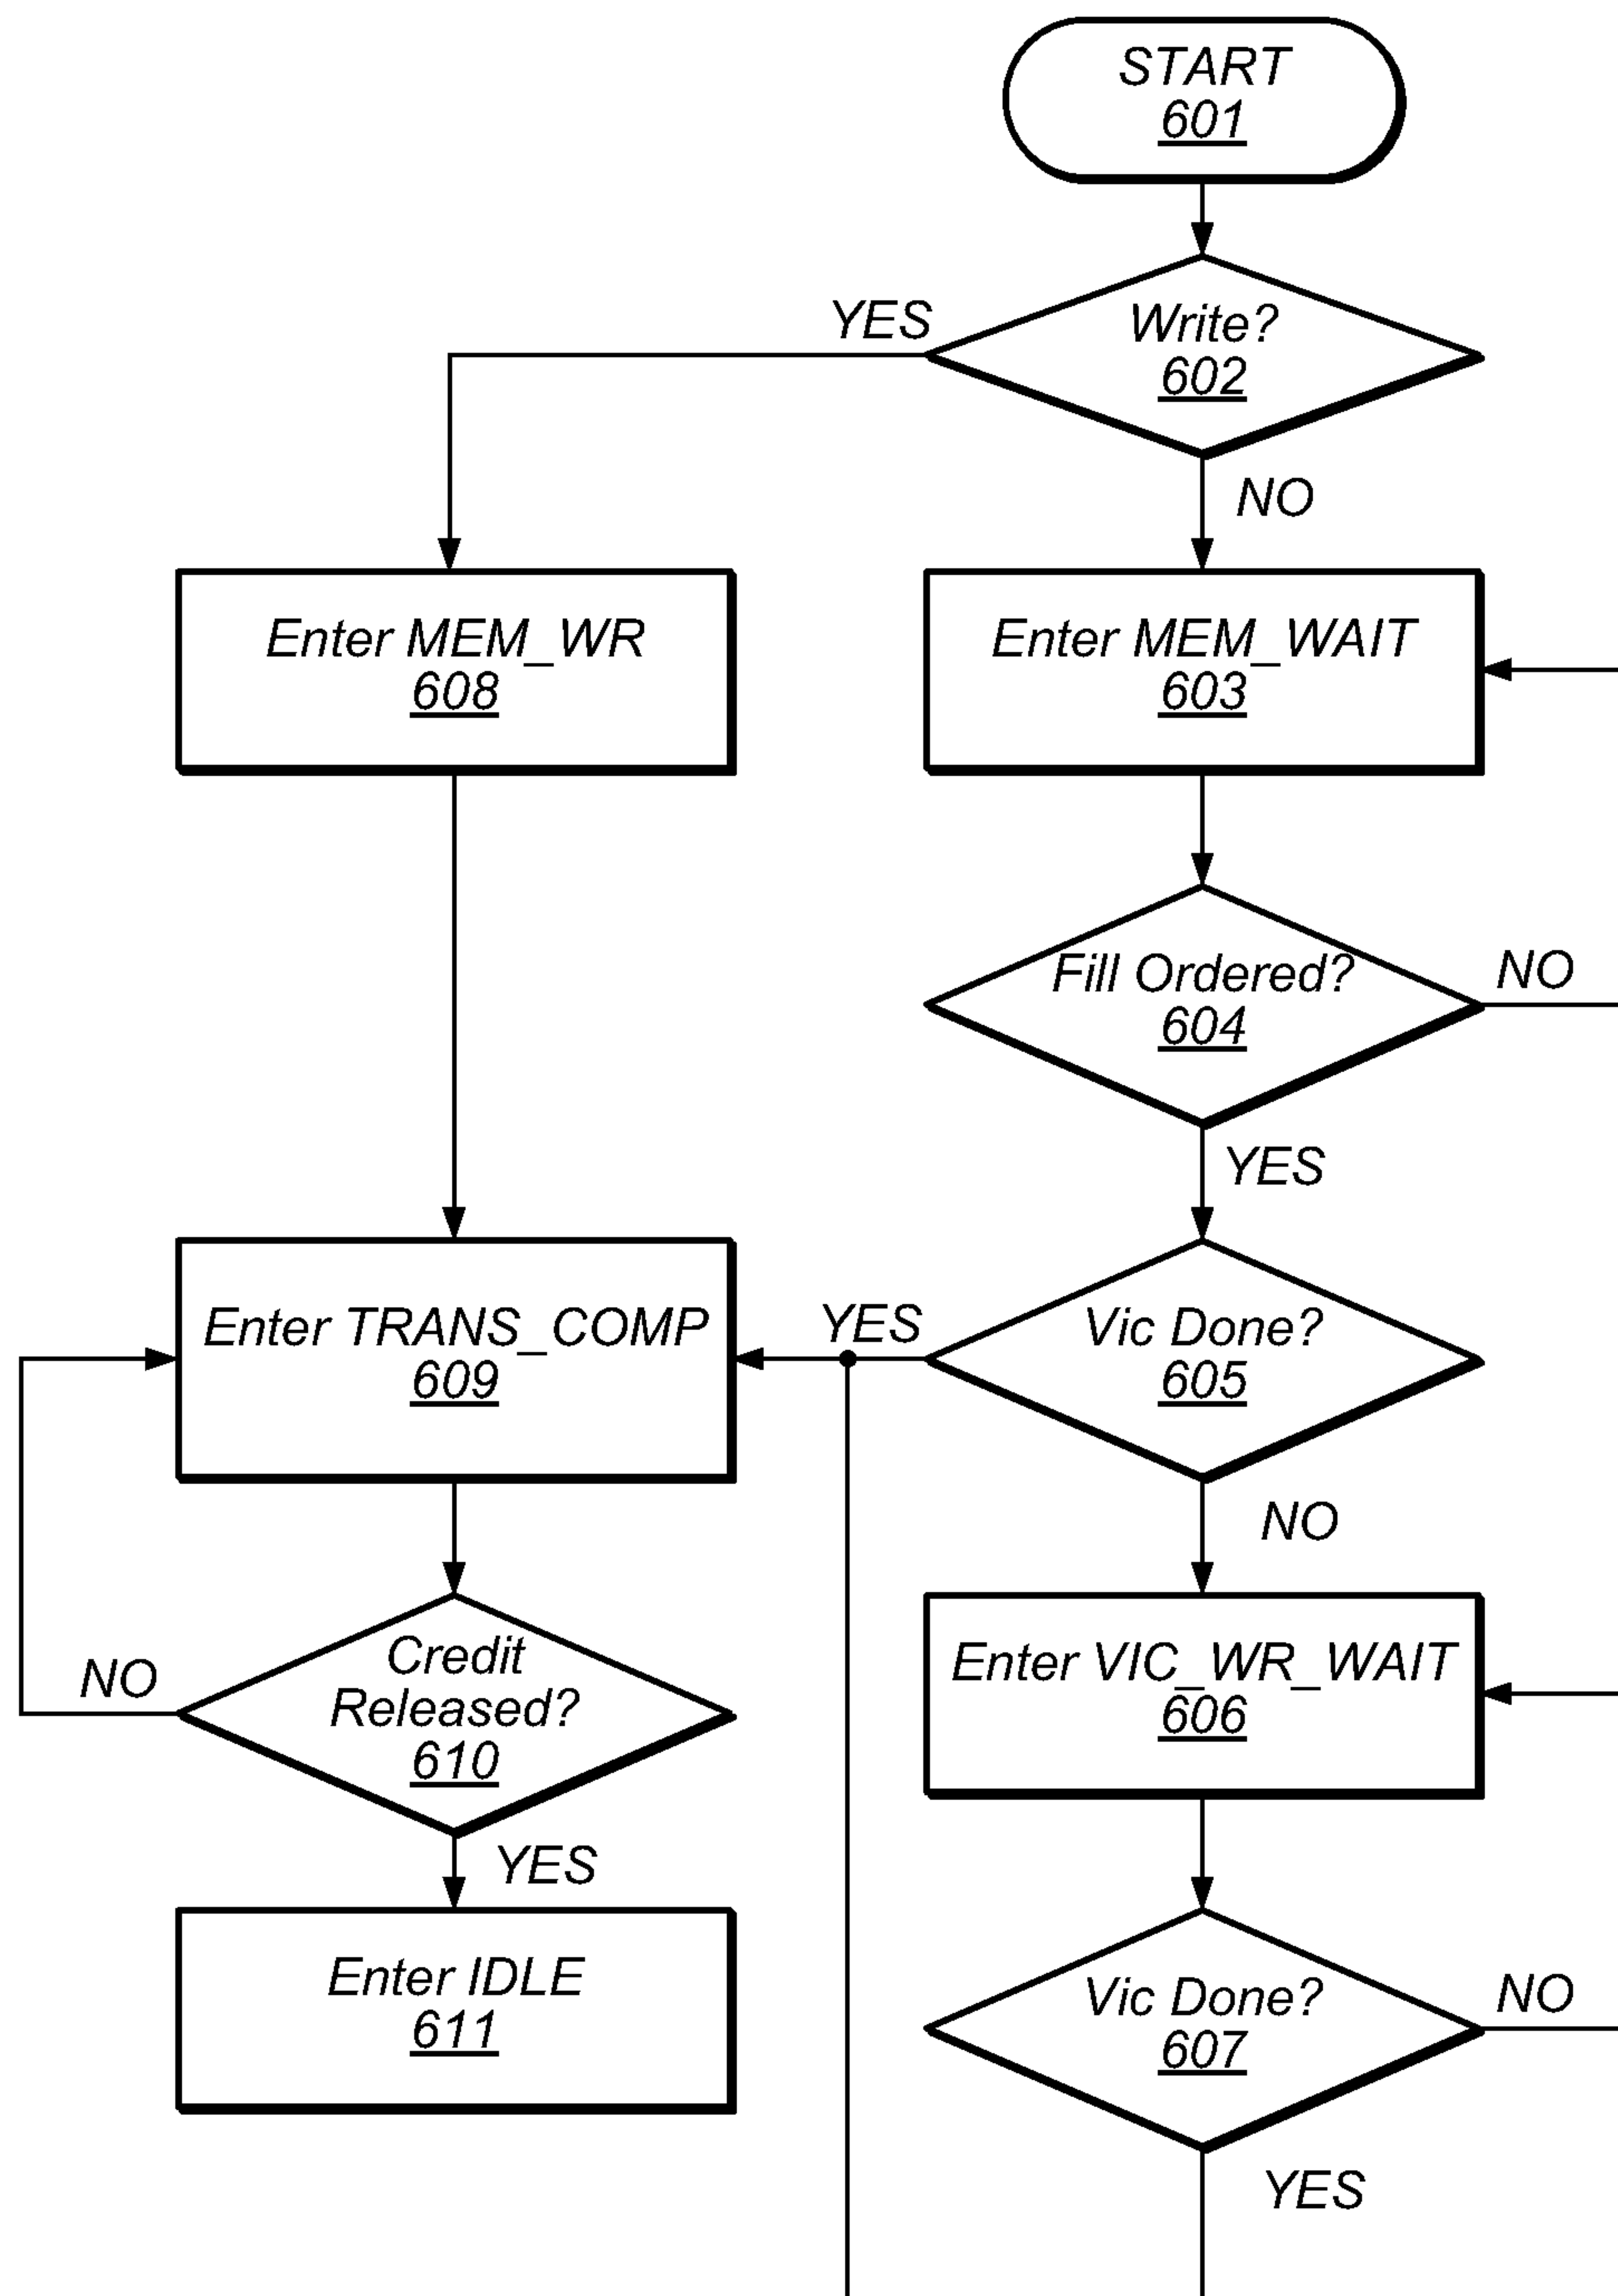 START
601
Write?
602
YES
NO
Enter MEM_WR
608
Enter MEM_WAIT
603
Fill Ordered?
604
NO
YES
Enter TRANS_COMP
609
YES
Vic Done?
605
NO
Credit
Released?
610
NO
YES
Enter VIC_WR_WAIT
606
Enter IDLE
611
Vic Done?
607
NO
YES